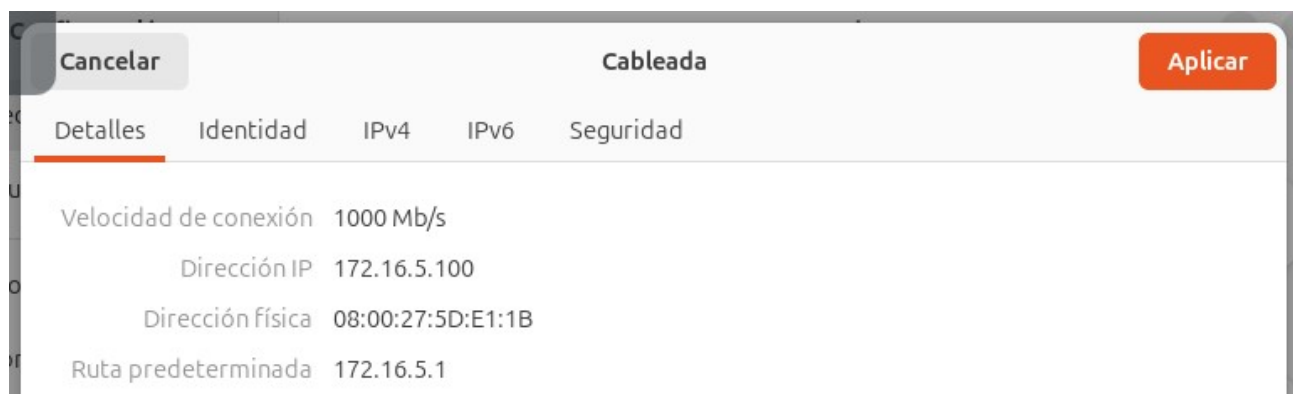 Cancelar Cableada Aplicar
Detalles Identidad IPv4 IPv6 Seguridad
Velocidad de conexión 1000 Mb/s
Dirección IP 172.16.5.100
Dirección física 08:00:27:5D:E1:1B
Ruta predeterminada 172.16.5.1